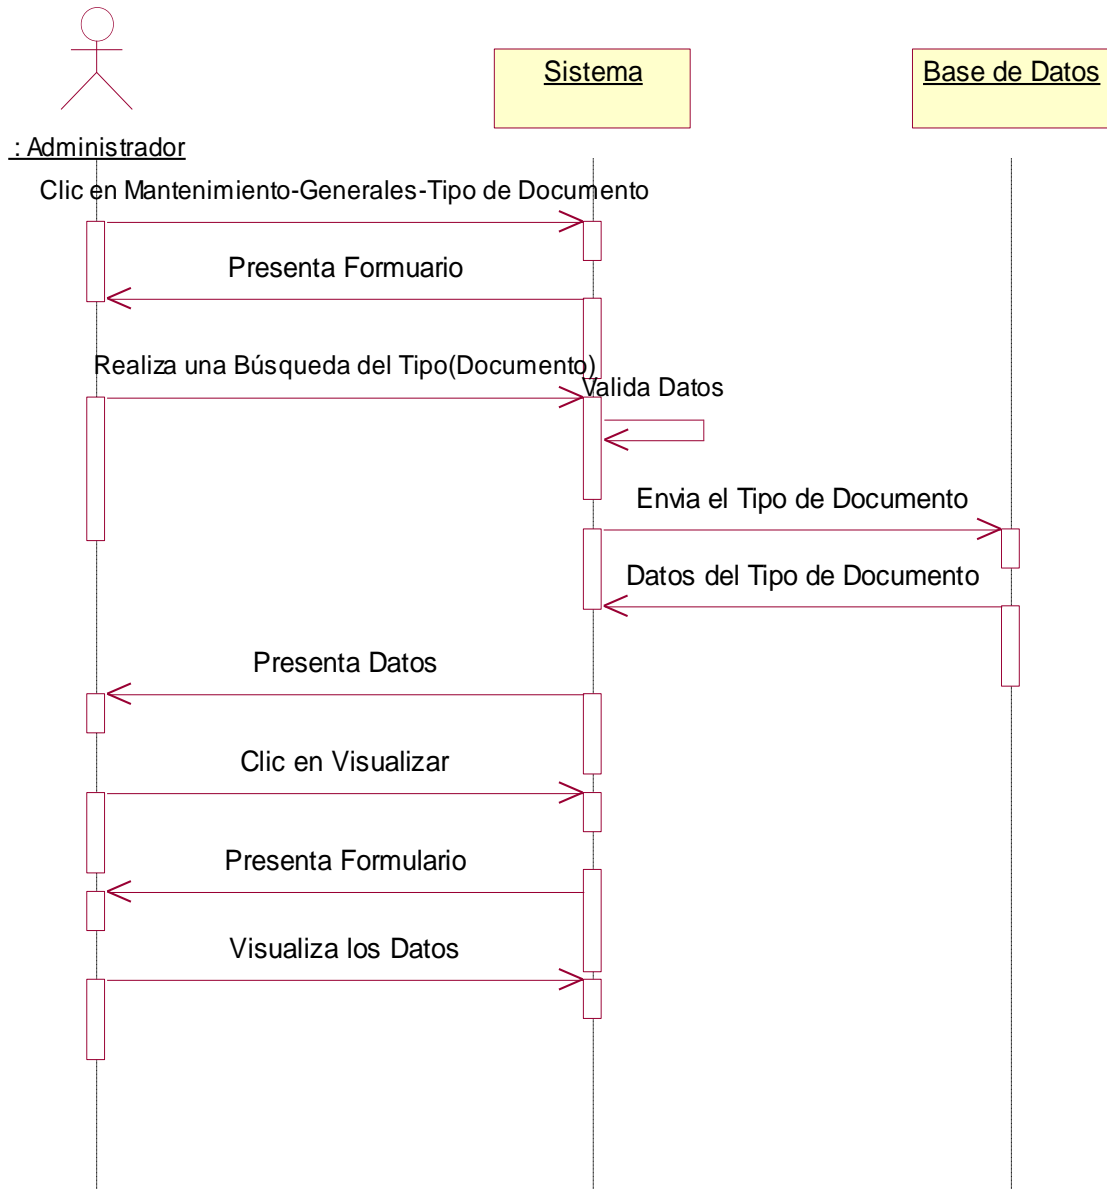 Sistema
Base de Datos
: Administrador
Clic en Mantenimiento-Generales-Tipo de Documento
Presenta Formuario
Realiza una Búsqueda del Tipo(Documento)
Valida Datos
Envia el Tipo de Documento
Datos del Tipo de Documento
Presenta Datos
Clic en Visualizar
Presenta Formulario
Visualiza los Datos